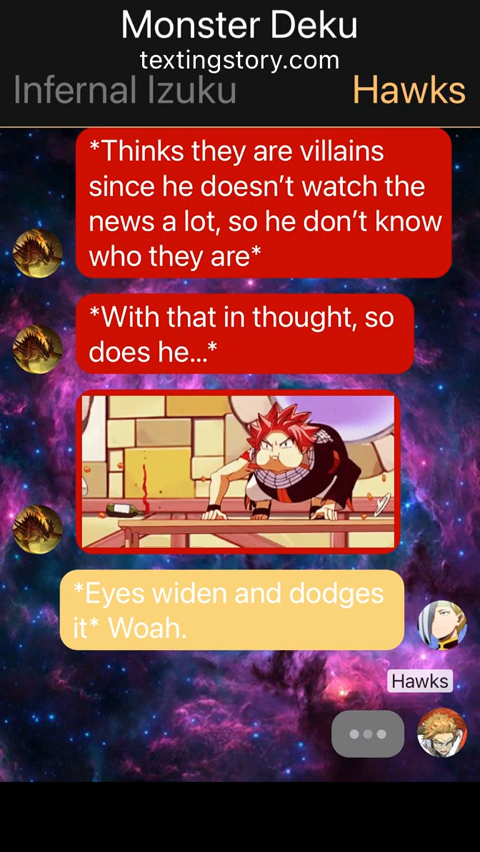 Monster Deku
textingstory.com
Infernal Izuku
Hawks
*Thinks they are villains
since he doesn’t watch the
news a lot, so he don’t know
who they are*
*With that in thought, so
does he...*
*Eyes widen and dodges
it* Woah.
Hawks